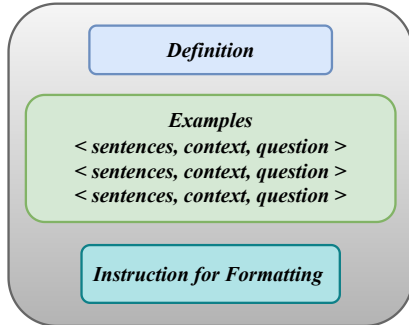 Definition
Examples
< sentences, context, question >
< sentences, context, question >
< sentences, context, question >
Instruction for Formatting